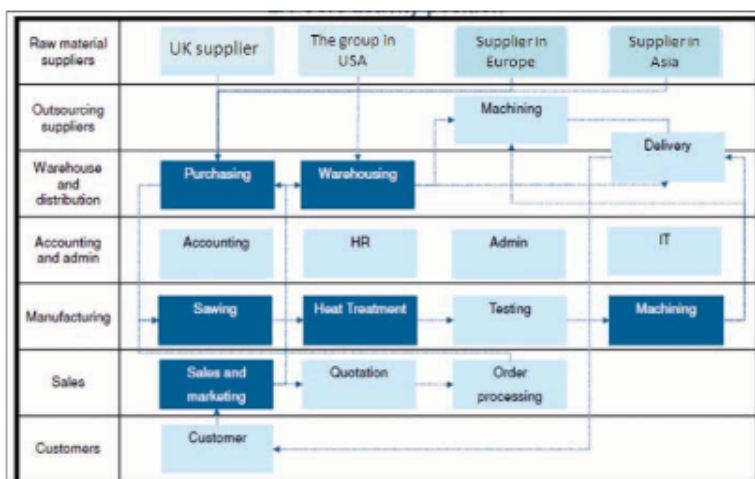 Raw material
suppliers
UK supplier
The group in
USA
Supplier in
Europe
Supplier in
Asia
Outsourcing
suppliers
Machining
Delivery
Warehouse
and
distribution
Purchasing
Warehousing
Accounting
and admin
Accounting
HR
Admin
IT
Manufacturing
Sawing
Heat Treatment
Testing
Machining
Sales
Sales and
marketing
Quotation
Order
processing
Customers
Customer